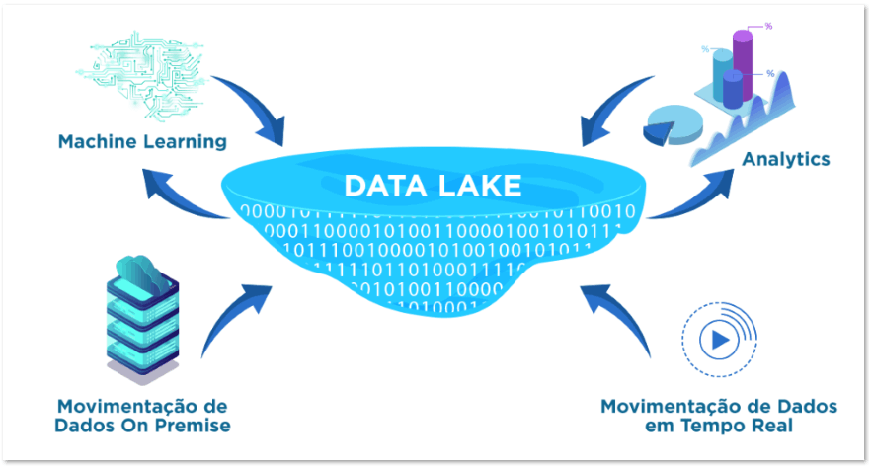 %
%
%
Machine Learning
Analytics
DATA LAKE
Movimentação de
Dados On Premise
Movimentação de Dados
em Tempo Real